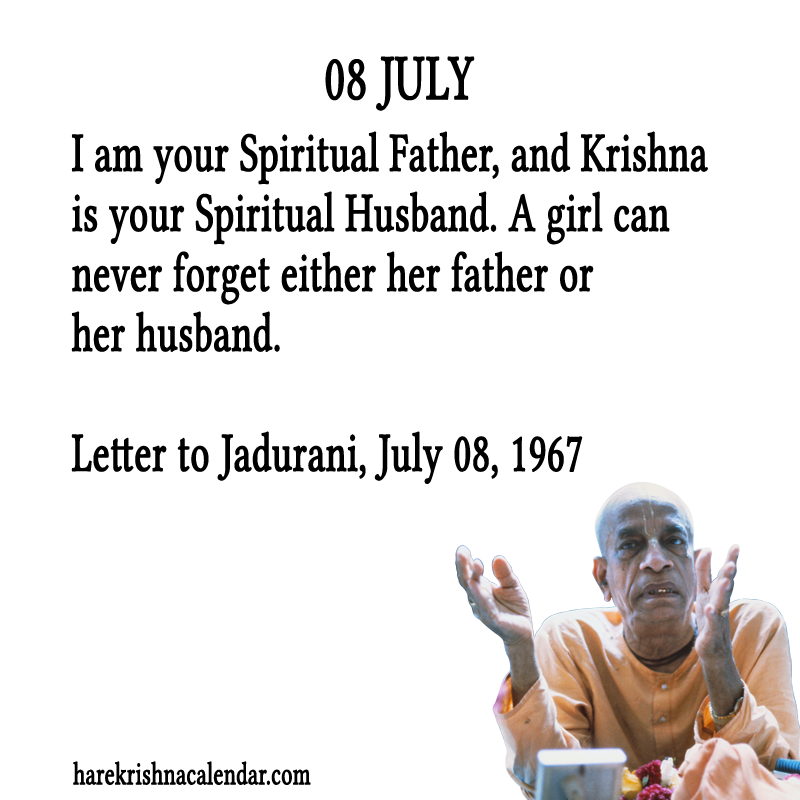 08 JULY
I am your Spiritual Father, and Krishna
is your Spiritual Husband. A girl can
never forget either her father or
her husband.
Letter to Jadurani, July 08, 1967
harekrishnacalendar.com